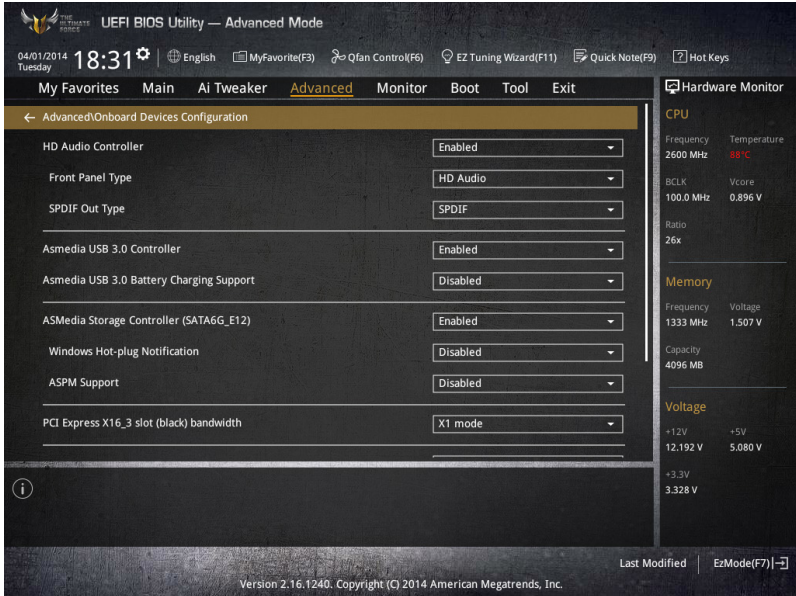 THE
ULTIMATE
FORCE
UEFI BIOS Utility — Advanced Mode
04/01/2014
Tuesday
18:31
English
MyFavorite(F3)
Qfan Control(F6)
EZ Tuning Wizard(F11)
Quick Note(F9)
? Hot Keys
My Favorites Main Ai Tweaker Advanced Monitor Boot Tool Exit
Hardware Monitor
← Advanced\Onboard Devices Configuration
HD Audio Controller Enabled
Front Panel Type HD Audio
SPDIF Out Type SPDIF
Asmedia USB 3.0 Controller Enabled
Asmedia USB 3.0 Battery Charging Support Disabled
ASMedia Storage Controller (SATA6G_E12) Enabled
Windows Hot-plug Notification Disabled
ASPM Support Disabled
PCI Express X16_3 slot (black) bandwidth X1 mode
CPU
Frequency Temperature
2600 MHz 88°C
BCLK Vcore
100.0 MHz 0.896 V
Ratio
26x
Memory
Frequency Voltage
1333 MHz 1.507 V
Capacity
4096 MB
Voltage
+12V +5V
12.192 V 5.080 V
+3.3V
3.328 V
i
Last Modified EzMode(F7)
Version 2.16.1240. Copyright (C) 2014 American Megatrends, Inc.